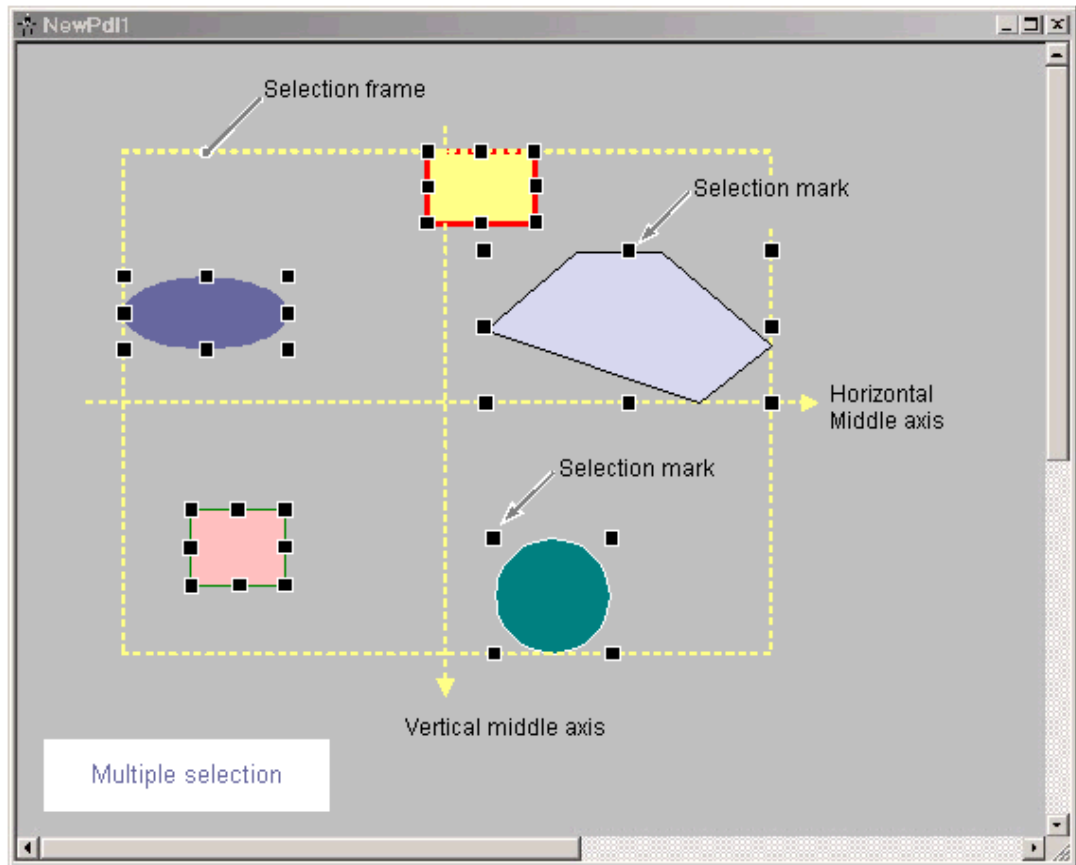 NewPdl1
Selection frame
Selection mark
Horizontal
Middle axis
Selection mark
Vertical middle axis
Multiple selection